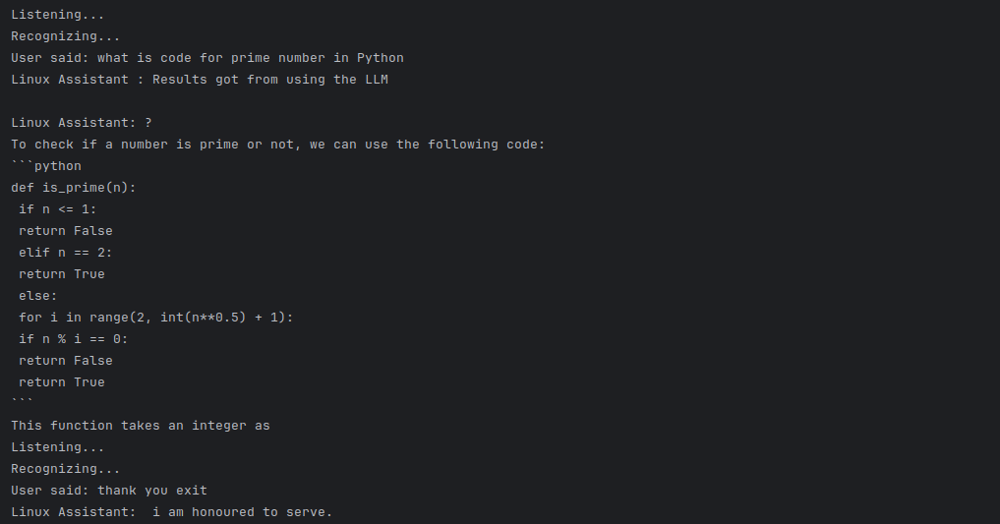 Listening...
Recognizing...
User said: what is code for prime number in Python
Linux Assistant : Results got from using the LLM

Linux Assistant: ?
To check if a number is prime or not, we can use the following code:
```python
def is_prime(n):
 if n <= 1:
 return False
 elif n == 2:
 return True
 else:
 for i in range(2, int(n**0.5) + 1):
 if n % i == 0:
 return False
 return True
```
This function takes an integer as
Listening...
Recognizing...
User said: thank you exit
Linux Assistant:  i am honoured to serve.